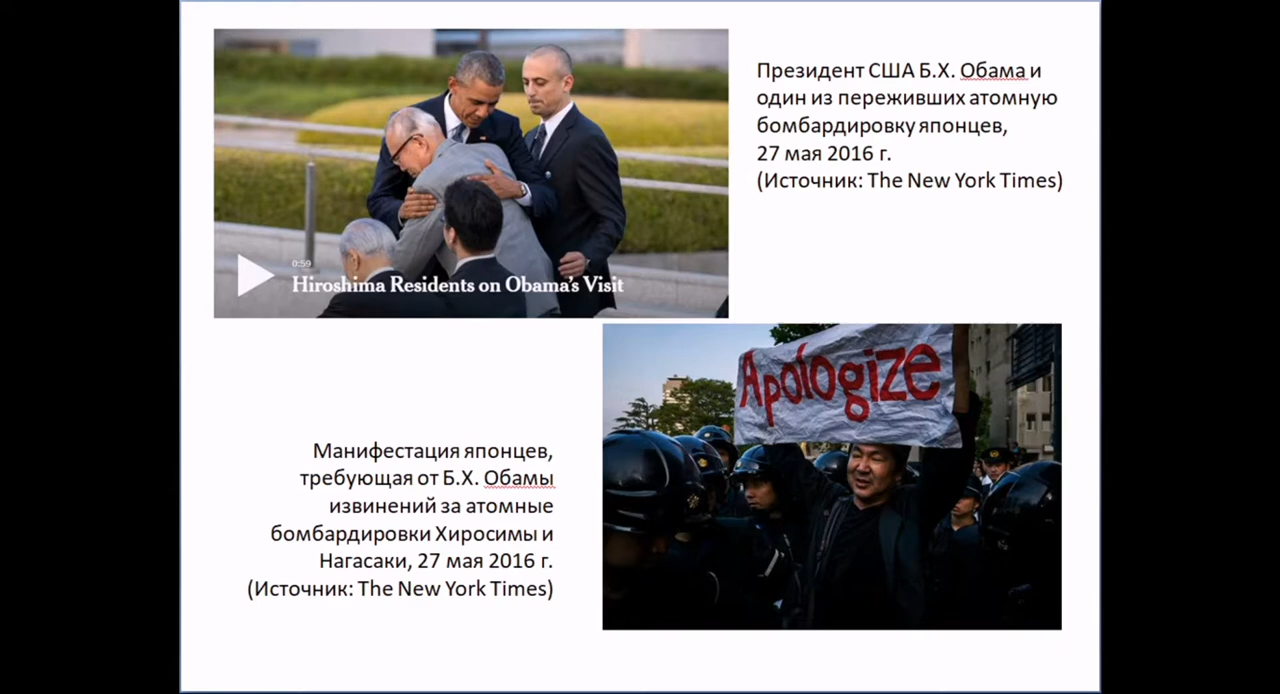 Президент США Б.Х. Обама и
один из переживших атомную
бомбардировку японцев,
27 мая 2016 г.
(Источник: The New York Times)
0:59
Hiroshima Residents on Obama's Visit
Apologize
Манифестация японцев,
требующая от Б.Х. Обамы
извинений за атомные
бомбардировки Хиросимы и
Нагасаки, 27 мая 2016 г.
(Источник: The New York Times)